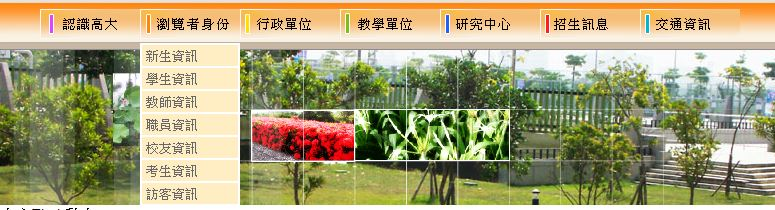 認識高大 瀏覽者身份 行政單位 教學單位 研究中心 招生訊息 交通資訊
新生資訊
學生資訊
教師資訊
職員資訊
校友資訊
考生資訊
訪客資訊